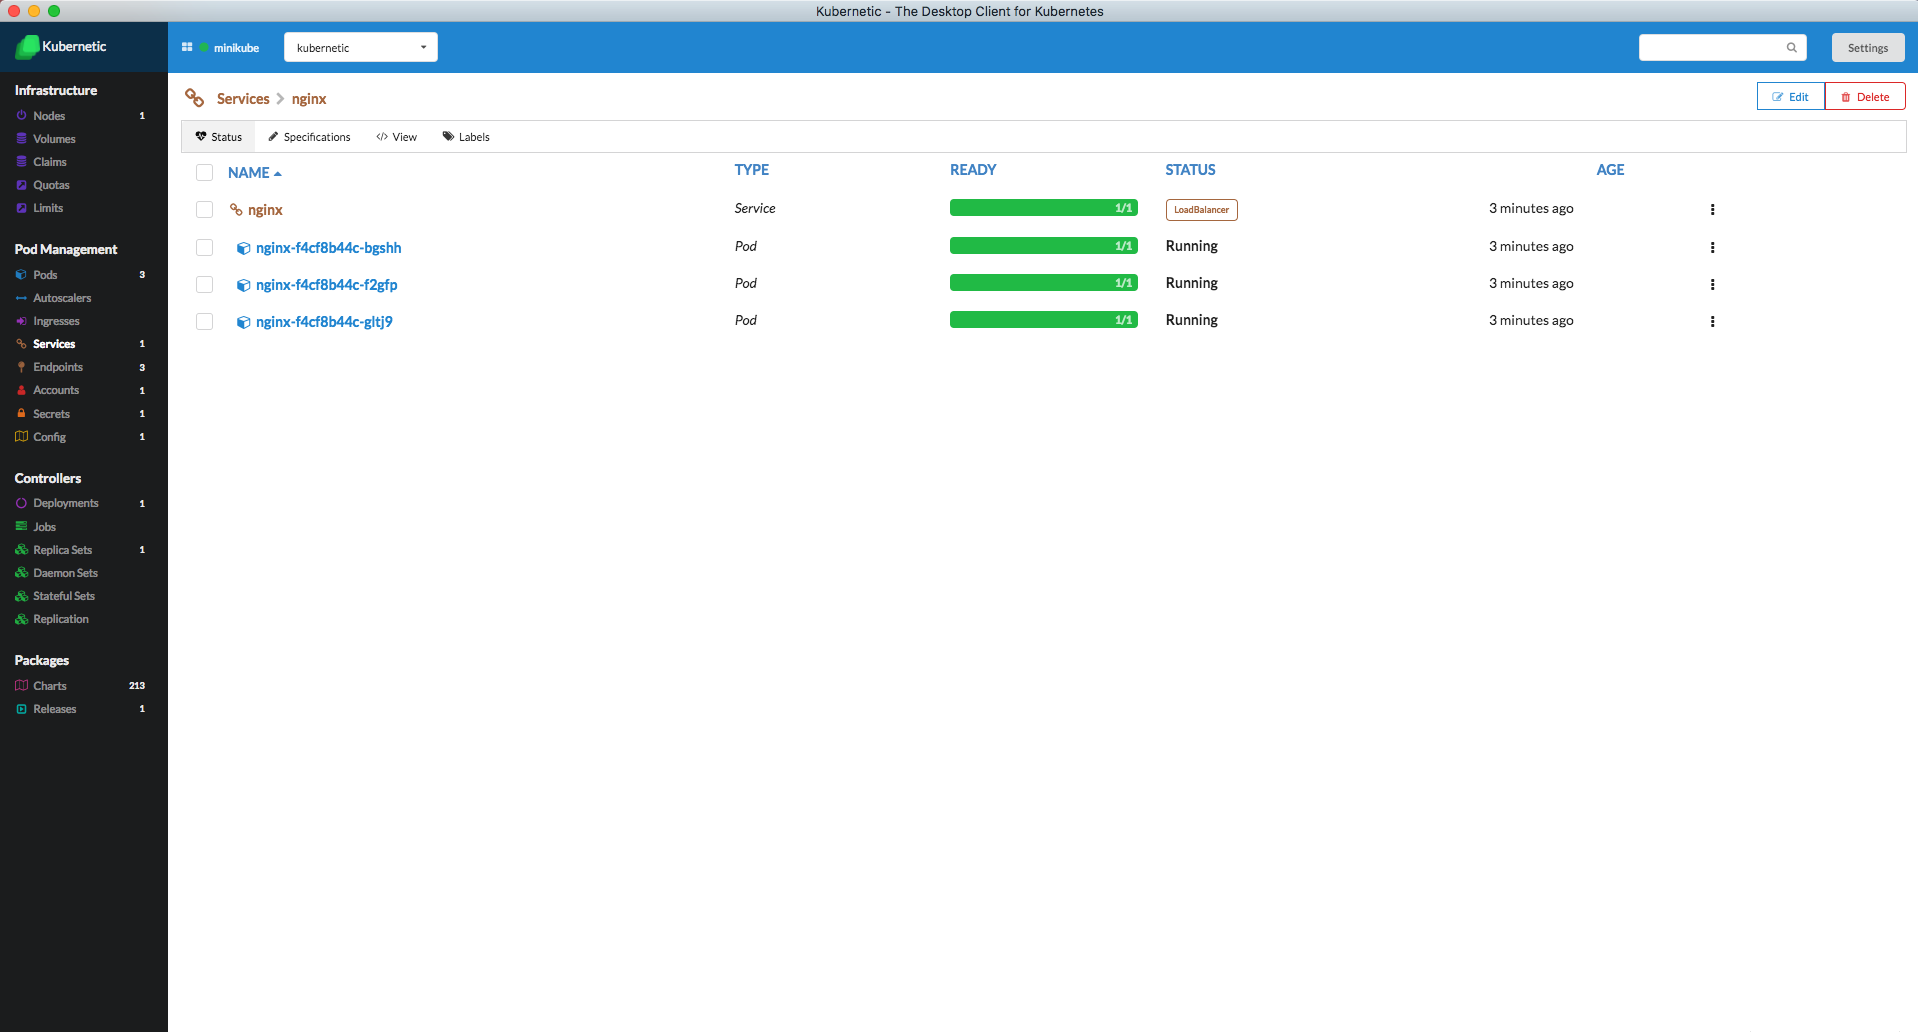 Kubernetic - The Desktop Client for Kubernetes
Kubernetic
minikube
kubernetic
Settings
Infrastructure
Nodes 1
Volumes
Claims
Quotas
Limits
Pod Management
Pods 3
Autoscalers
Ingresses
Services 1
Endpoints 3
Accounts 1
Secrets 1
Config 1
Controllers
Deployments 1
Jobs
Replica Sets 1
Daemon Sets
Stateful Sets
Replication
Packages
Charts 213
Releases 1
Services nginx
Edit Delete
Status Specifications View Labels
NAME TYPE READY STATUS AGE
nginx Service 1/1 LoadBalancer 3 minutes ago
nginx-f4cf8b44c-bgshh Pod 1/1 Running 3 minutes ago
nginx-f4cf8b44c-f2gfp Pod 1/1 Running 3 minutes ago
nginx-f4cf8b44c-gltj9 Pod 1/1 Running 3 minutes ago